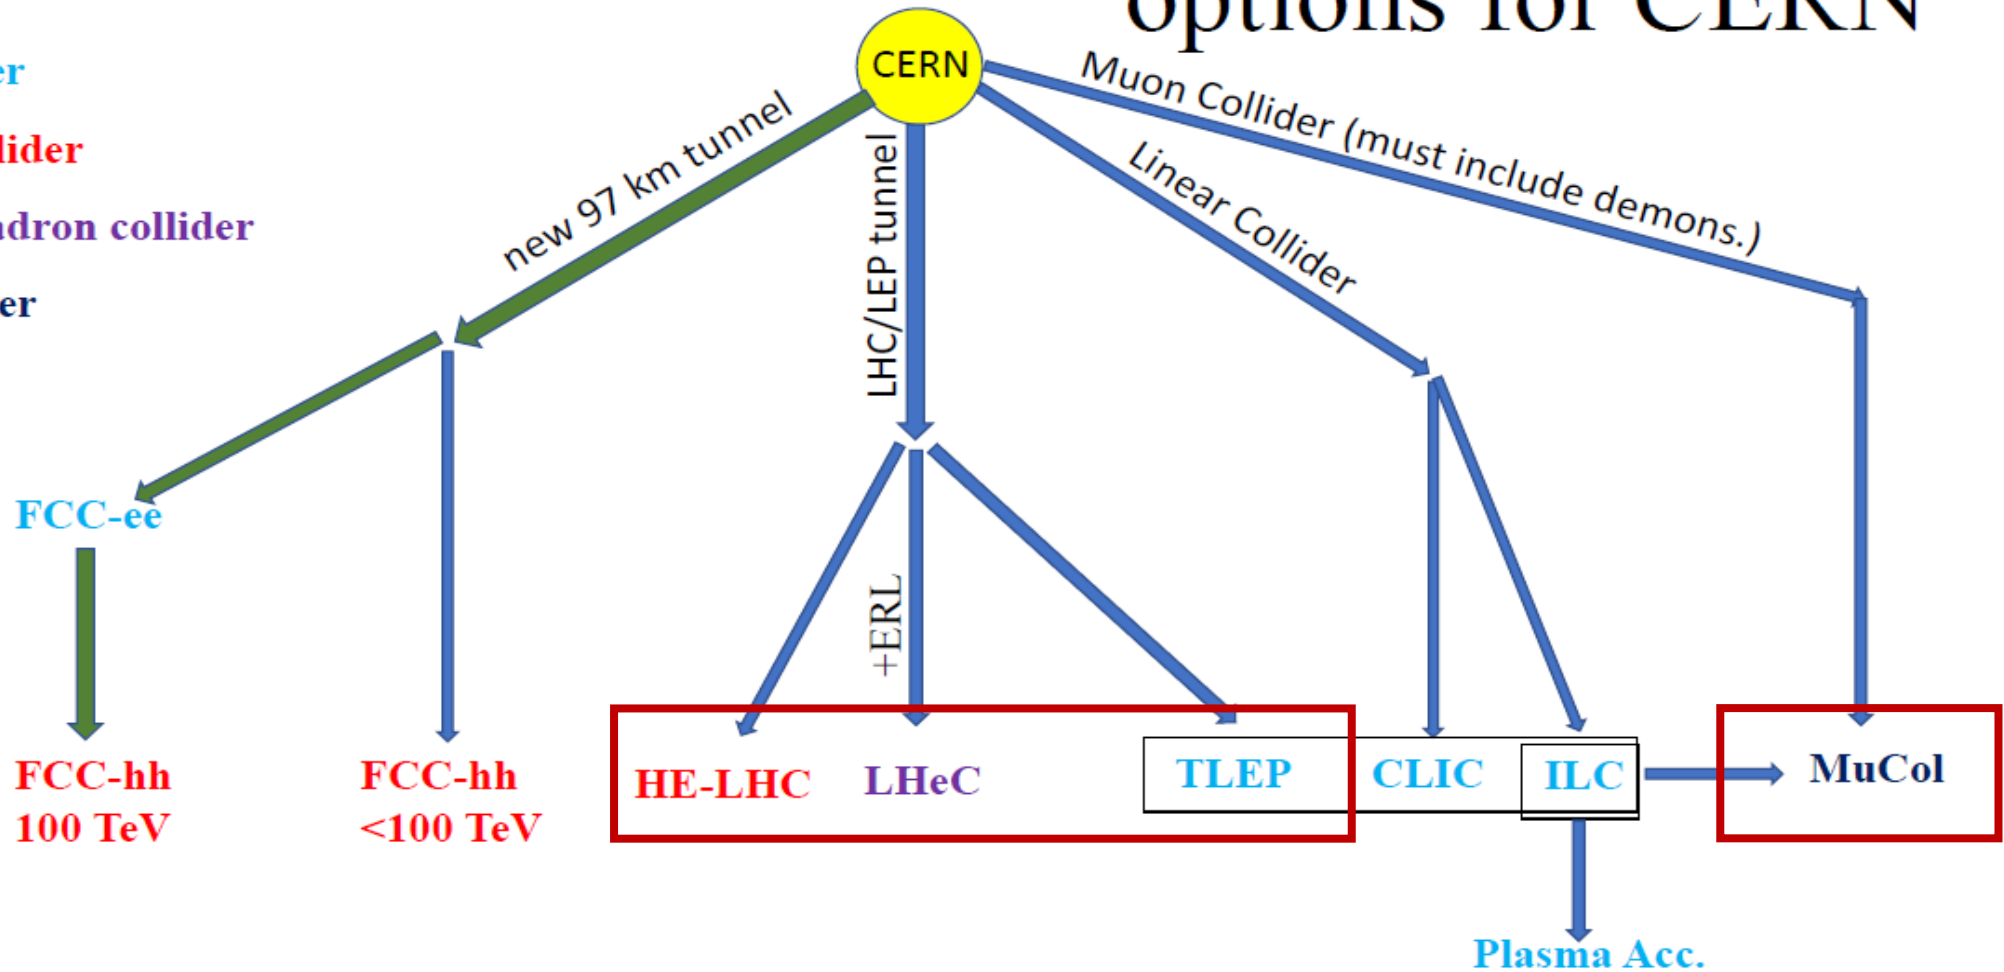 options for CERN
er
lider
adron collider
er
CERN
new 97 km tunnel
LHC/LEP tunnel
Linear Collider
Muon Collider (must include demons.)
+ERL
FCC-ee
FCC-hh
100 TeV
FCC-hh
<100 TeV
HE-LHC
LHeC
TLEP
CLIC
ILC
MuCol
Plasma Acc.